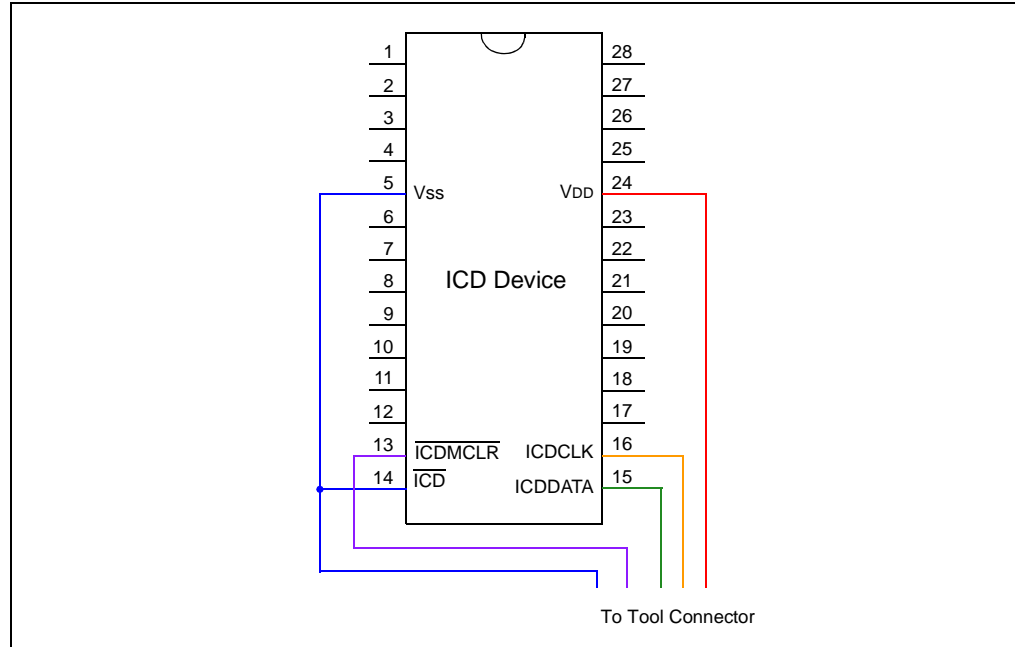 1 28
2 27
3 26
4 25
5 Vss VDD 24
6 23
7 22
8 ICD Device 21
9 20
10 19
11 18
12 17
13 ICDMCLR ICDCLK 16
14 ICD ICDDATA 15
To Tool Connector